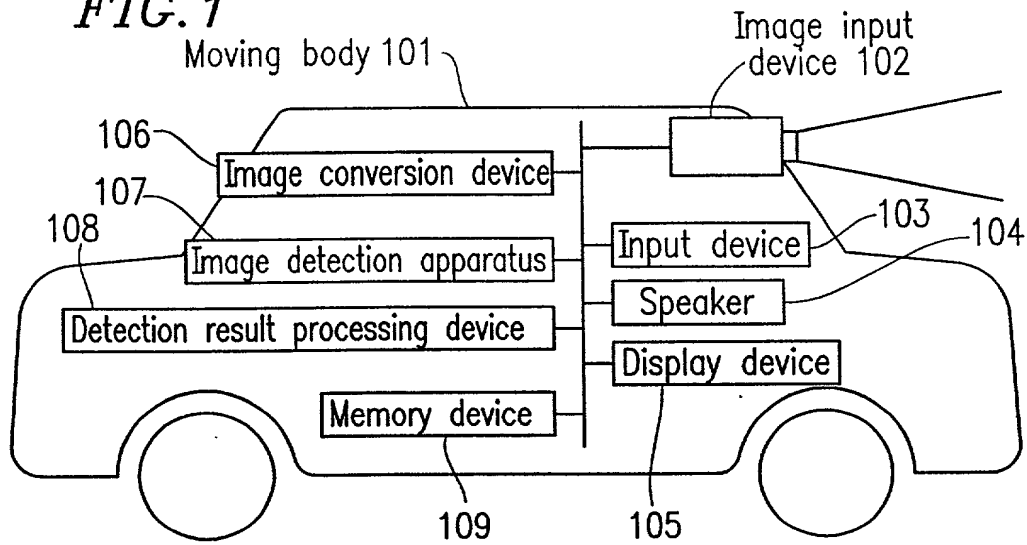 FIG. 1
Moving body 101
Image input
device 102
106
Image conversion device
107
103
Input device
108
104
Image detection apparatus
Speaker
Detection result processing device
Display device
Memory device
109
105